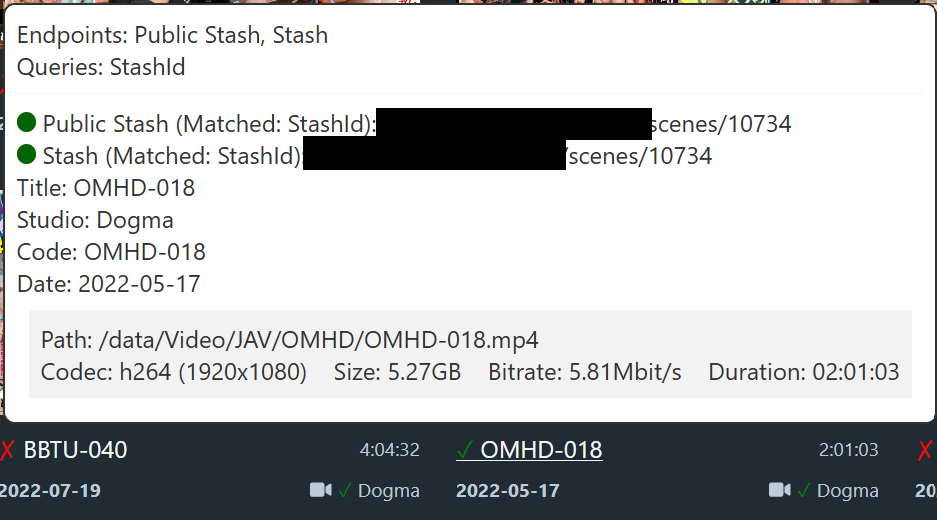 Endpoints: Public Stash, Stash
Queries: StashId
Public Stash (Matched: StashId): scenes/10734
Stash (Matched: StashId): /scenes/10734
Title: OMHD-018
Studio: Dogma
Code: OMHD-018
Date: 2022-05-17
Path: /data/Video/JAV/OMHD/OMHD-018.mp4
Codec: h264 (1920x1080) Size: 5.27GB Bitrate: 5.81Mbit/s Duration: 02:01:03
✗ BBTU-040 4:04:32 ✓ OMHD-018 2:01:03 ✗
2022-07-19 ✓ Dogma 2022-05-17 ✓ Dogma 20